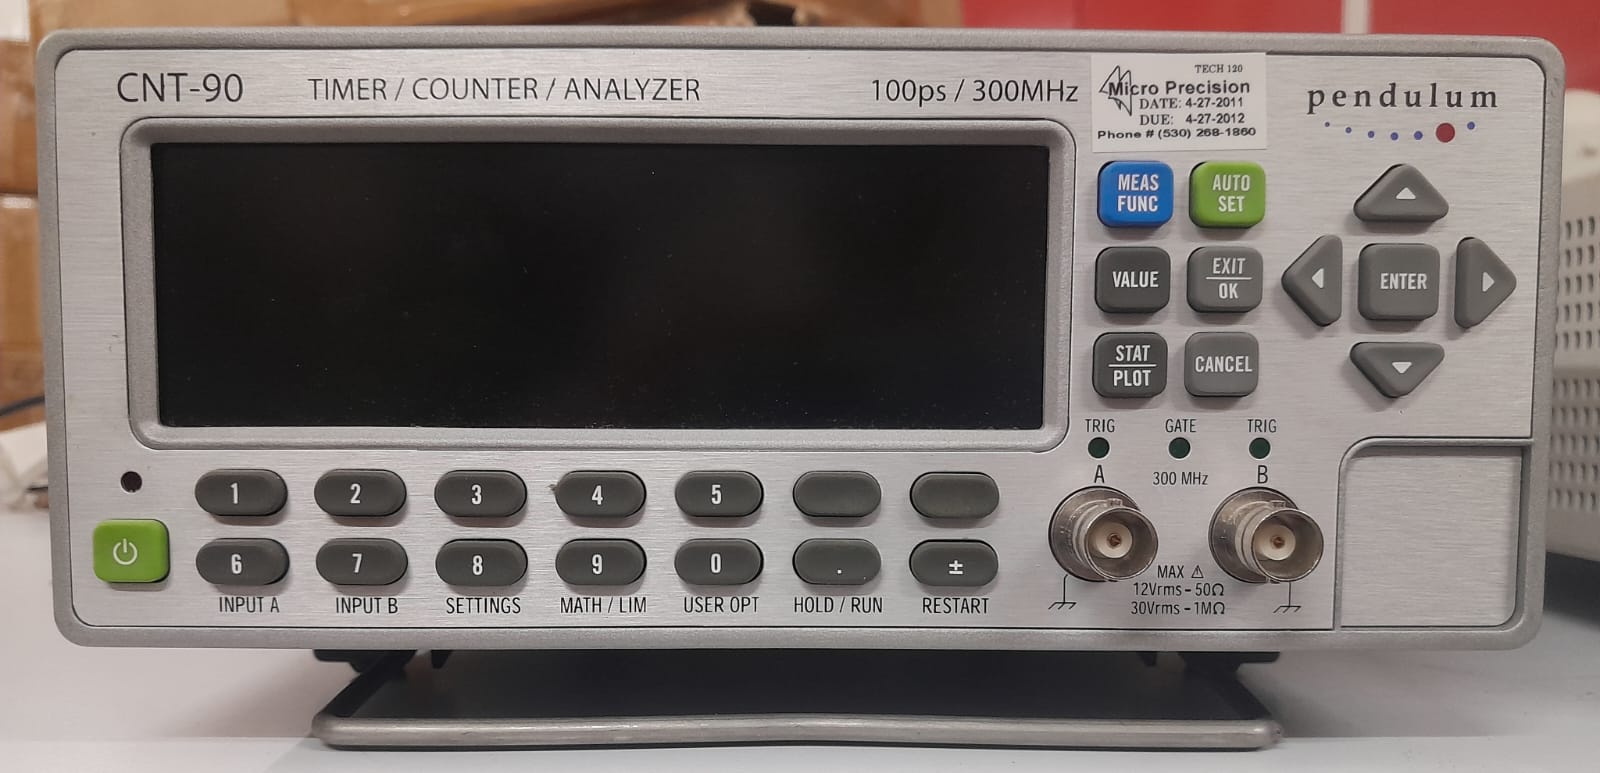 CNT-90 TIMER / COUNTER / ANALYZER 100ps / 300MHz
TECH 120
Micro Precision
DATE: 4-27-2011
DUE: 4-27-2012
Phone # (530) 268-1860
pendulum
MEAS FUNC
AUTO SET
VALUE
EXIT OK
STAT PLOT
CANCEL
ENTER
TRIG GATE TRIG
A 300 MHz B
1 2 3 4 5
6 7 8 9 0 . ±
INPUT A INPUT B SETTINGS MATH / LIM USER OPT HOLD / RUN RESTART
MAX ⚠
12Vrms - 50Ω
30Vrms - 1MΩ